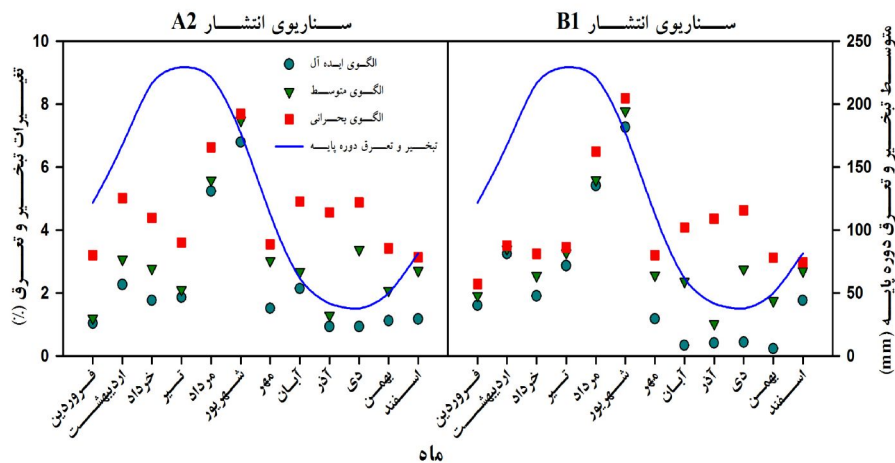 سناریوی انتشار A2
سناریوی انتشار B1
تغییرات تبخیر و تعرق (%)
10
8
6
4
2
0
الگوی ایده آل
الگوی متوسط
الگوی بحرانی
تبخیر و تعرق دوره پایه
250
200
150
100
50
0
متوسط تبخیر و تعرق دوره پایه (mm)
فروردین
اردیبهشت
خرداد
تیر
مرداد
شهریور
مهر
آبان
آذر
دی
بهمن
اسفند
فروردین
اردیبهشت
خرداد
تیر
مرداد
شهریور
مهر
آبان
آذر
دی
بهمن
اسفند
ماه